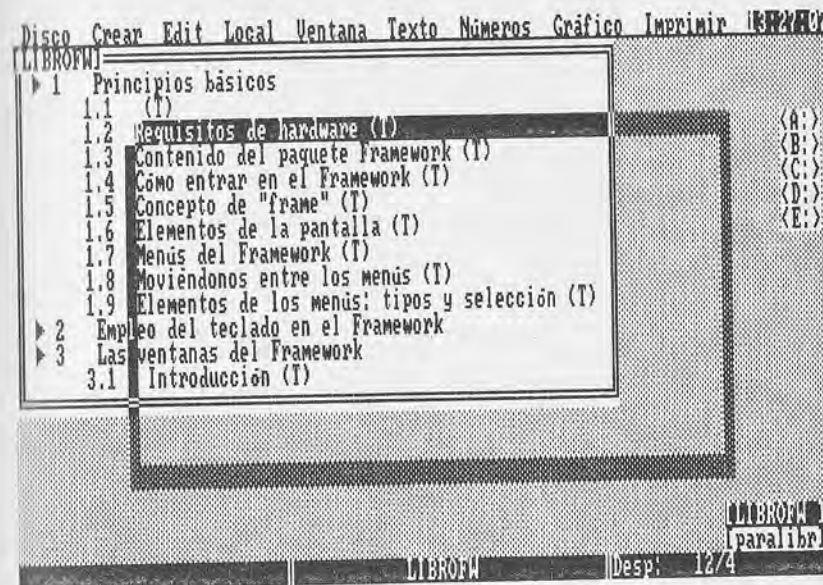 Disco Crear Edit Local Ventana Texto Números Gráfico Imprimir
[LIBROFW]
1 Principios básicos
1.1 (T)
1.2 Requisitos de hardware (T)
1.3 Contenido del paquete Framework (T)
1.4 Cómo entrar en el Framework (T)
1.5 Concepto de "frame" (T)
1.6 Elementos de la pantalla (T)
1.7 Menús del Framework (T)
1.8 Moviéndonos entre los menús (T)
1.9 Elementos de los menús: tipos y selección (T)
2 Empleo del teclado en el Framework
3 Las ventanas del Framework
3.1 Introducción (T)
<A:>
<B:>
<C:>
<D:>
<E:>
[LIBROFW ]
[paralibr]
LIBROFW Desp: 12/4